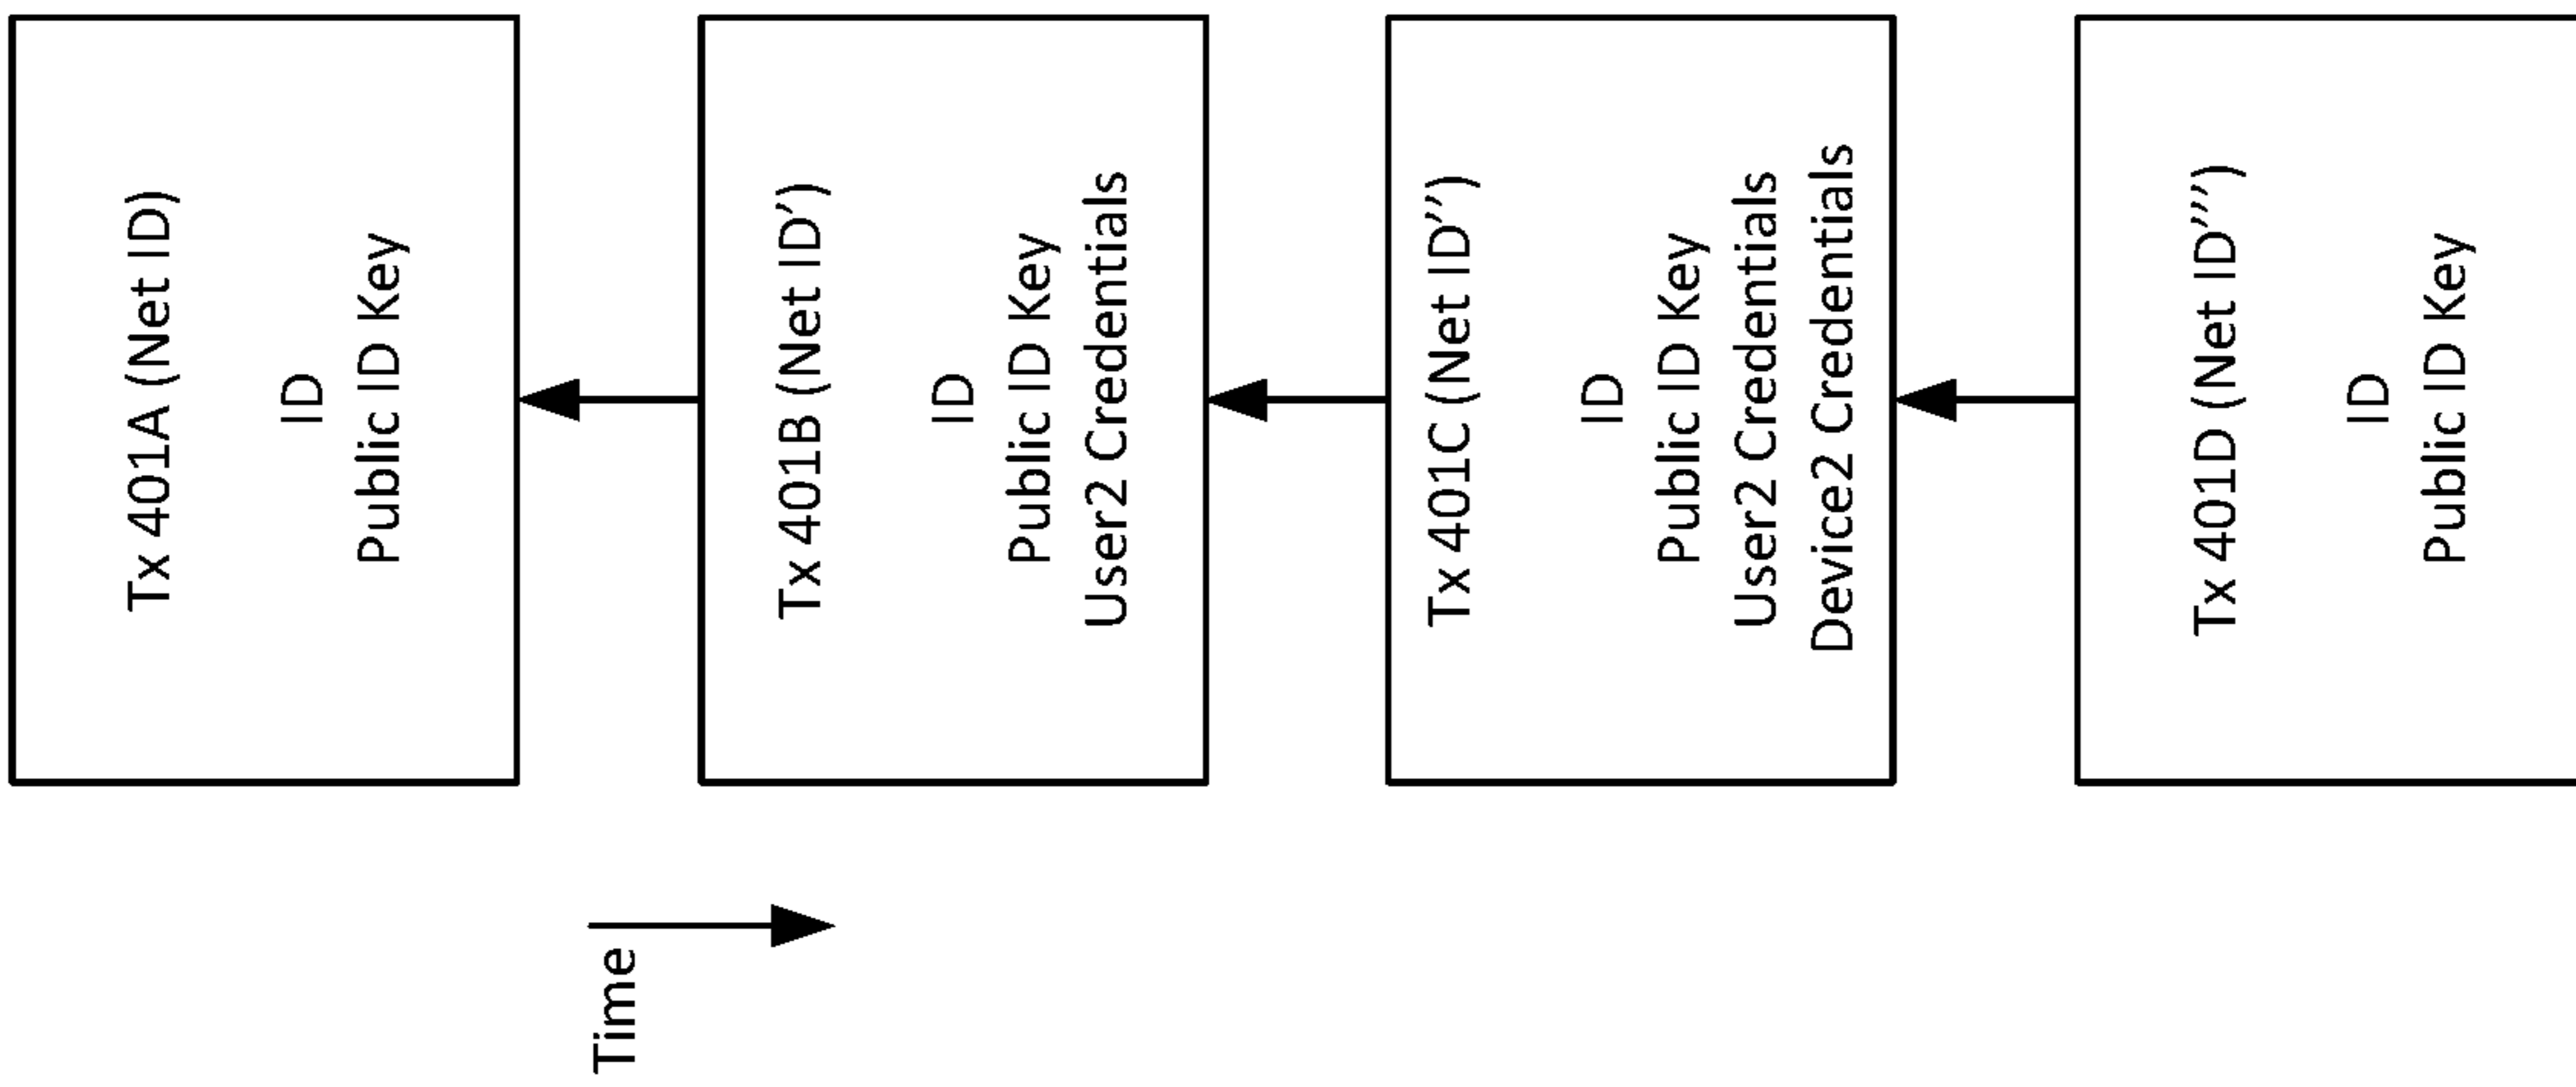 Tx 401A (Net ID)
ID
Public ID Key
Time
Tx 401B (Net ID′)
ID
Public ID Key
User2 Credentials
Tx 401C (Net ID′′)
ID
Public ID Key
User2 Credentials
Device2 Credentials
Tx 401D (Net ID′′′)
ID
Public ID Key